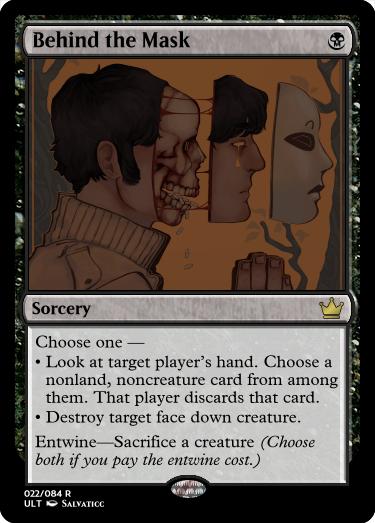 Behind the Mask
Sorcery
Choose one —
• Look at target player's hand. Choose a
nonland, noncreature card from among
them. That player discards that card.
• Destroy target face down creature.
Entwine—Sacrifice a creature (Choose
both if you pay the entwine cost.)
022/084 R
ULT SALVATICC